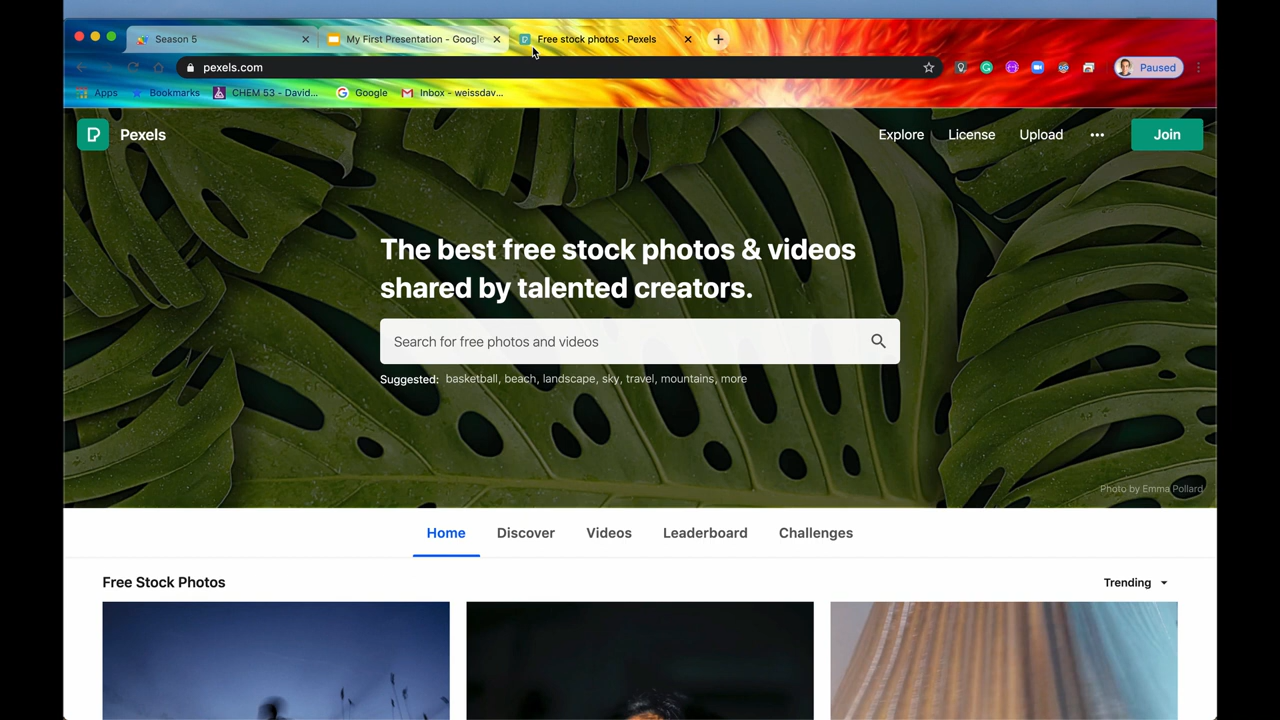 Season 5
My First Presentation - Google
Free stock photos · Pexels
pexels.com
Paused
Apps
Bookmarks
CHEM 53 - David...
Google
Inbox - weissdav...
Pexels
Explore
License
Upload
Join
The best free stock photos & videos
shared by talented creators.
Search for free photos and videos
Suggested: basketball, beach, landscape, sky, travel, mountains, more
Photo by Emma Pollard
Home
Discover
Videos
Leaderboard
Challenges
Free Stock Photos
Trending